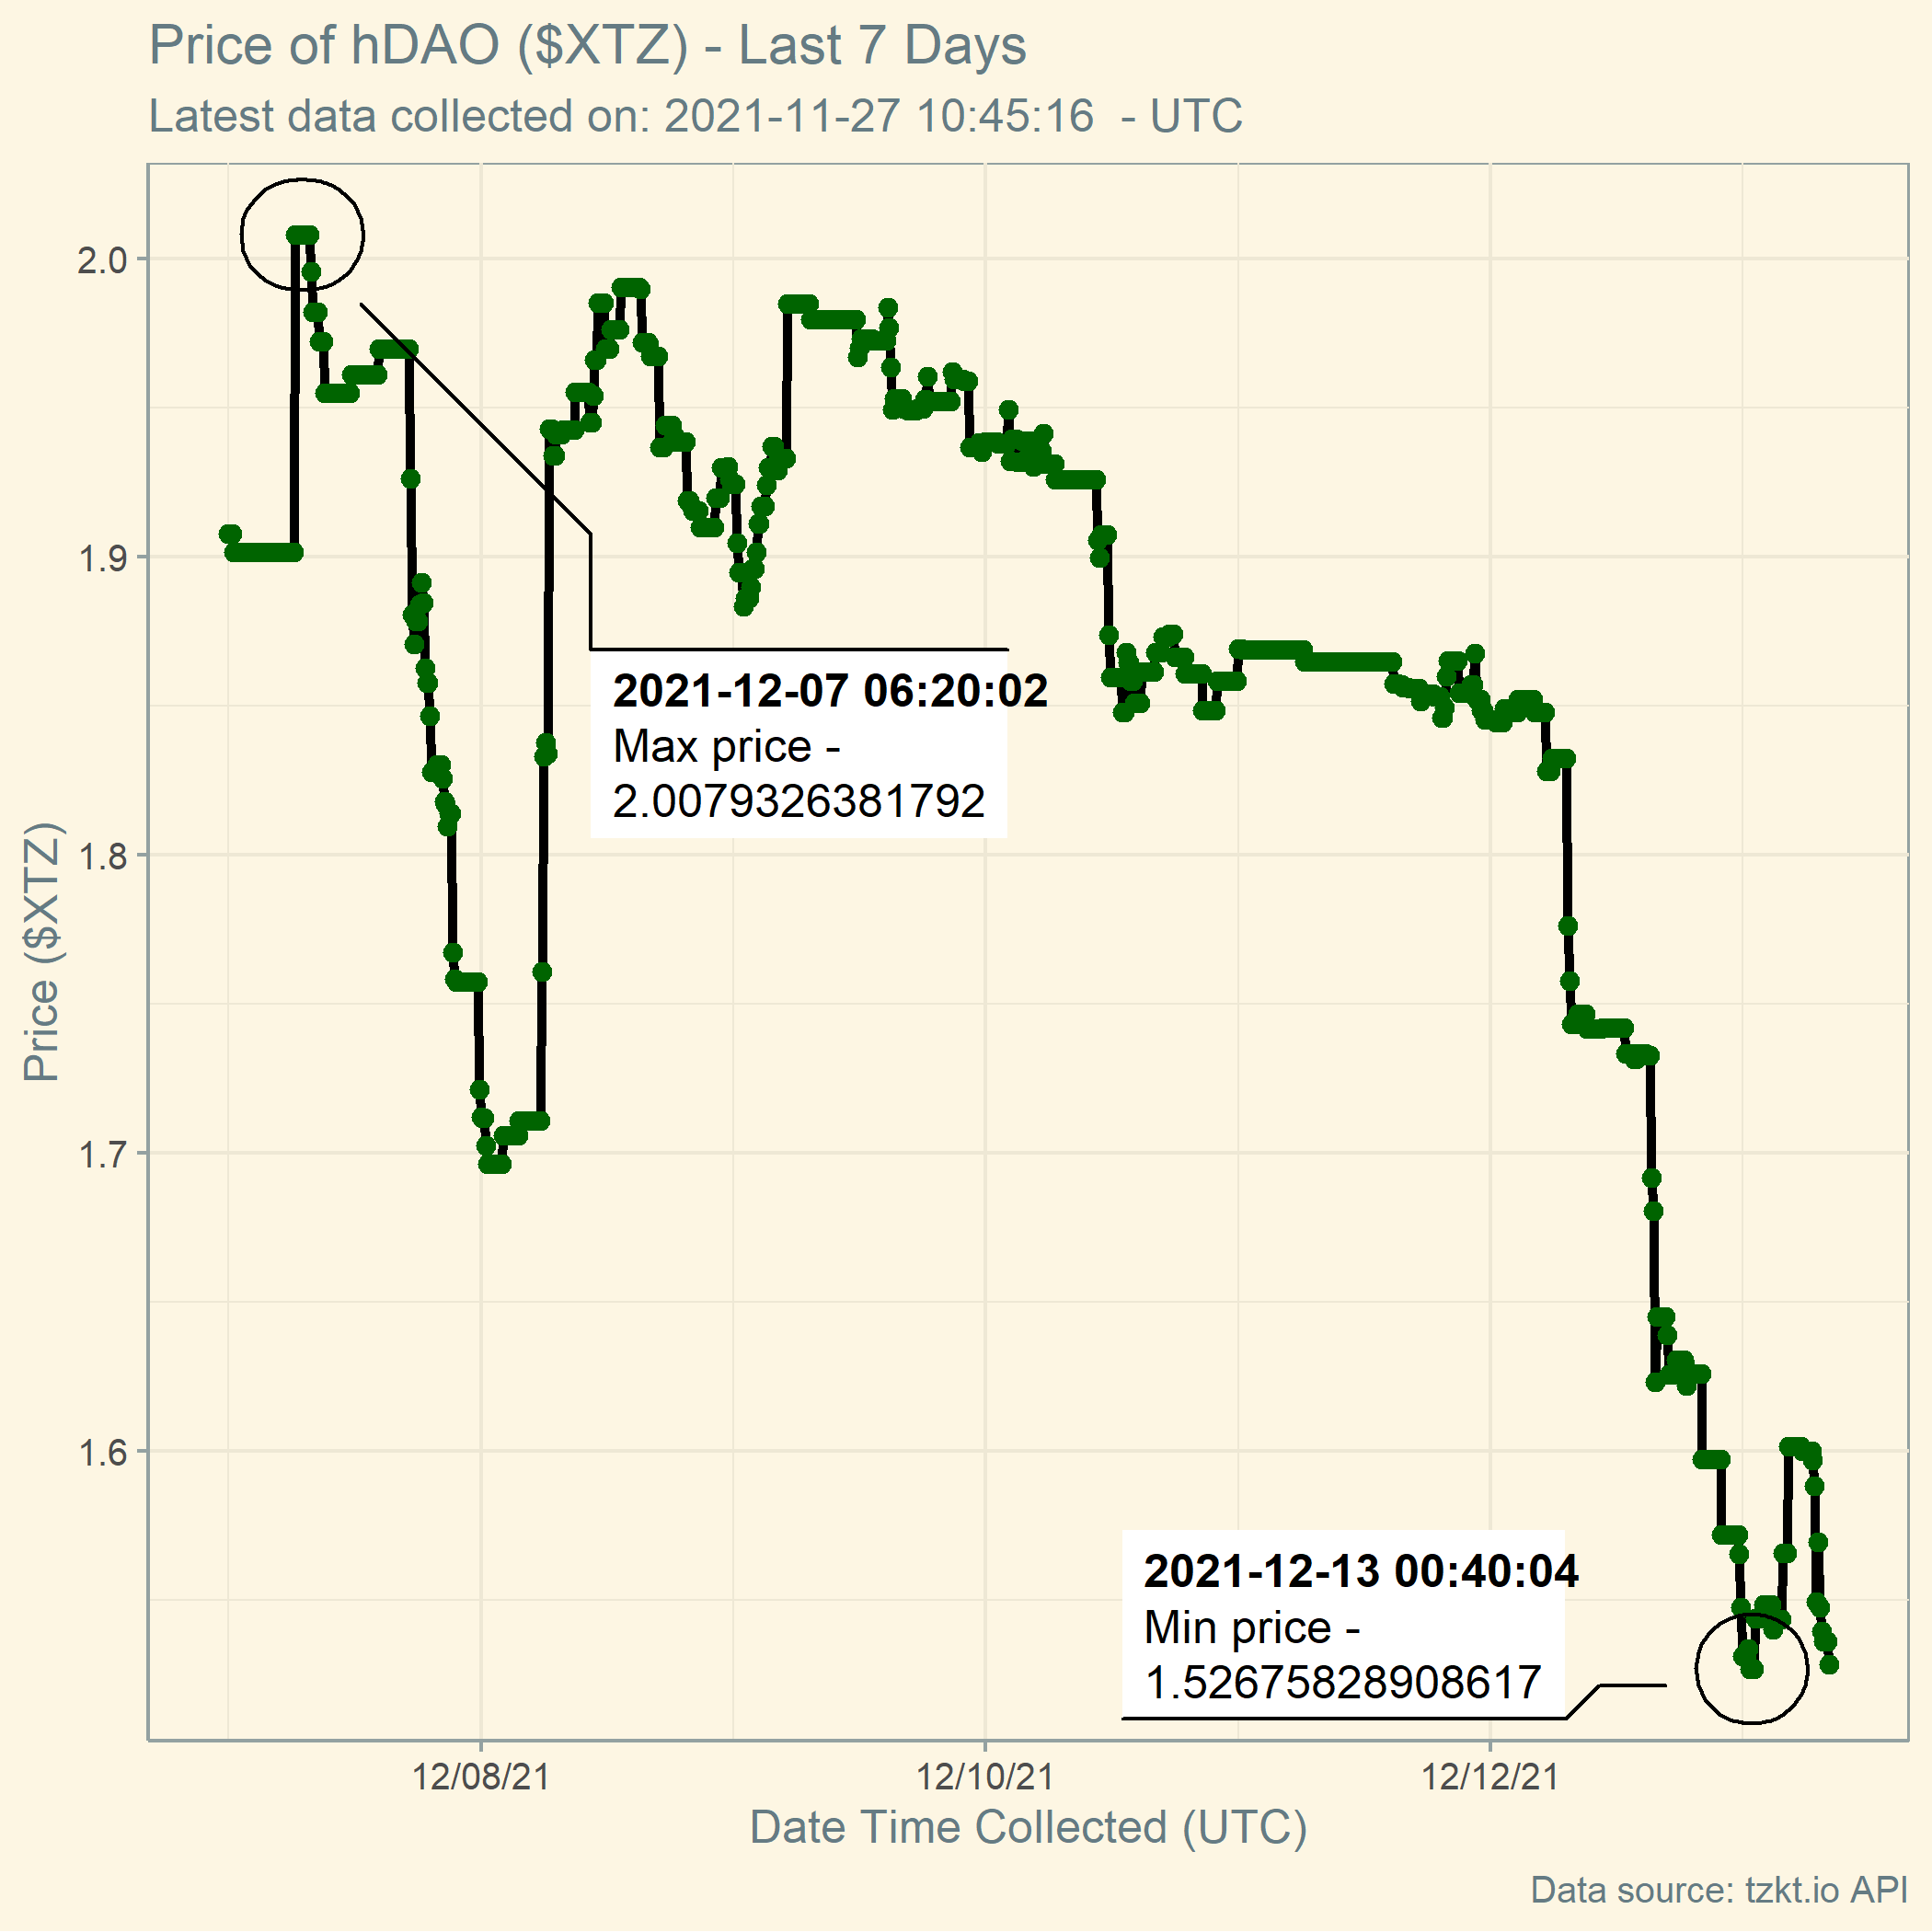 Price of hDAO ($XTZ) - Last 7 Days
Latest data collected on: 2021-11-27 10:45:16  - UTC
2.0
1.9
1.8
1.7
1.6
Price ($XTZ)
2021-12-07 06:20:02
Max price -
2.0079326381792
2021-12-13 00:40:04
Min price -
1.52675828908617
12/08/21
12/10/21
12/12/21
Date Time Collected (UTC)
Data source: tzkt.io API